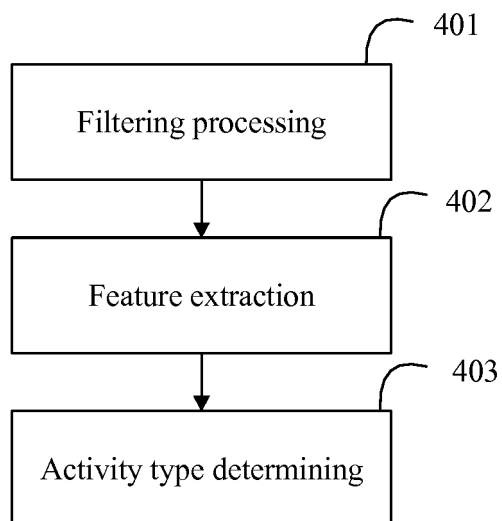 401
Filtering processing
402
Feature extraction
403
Activity type determining